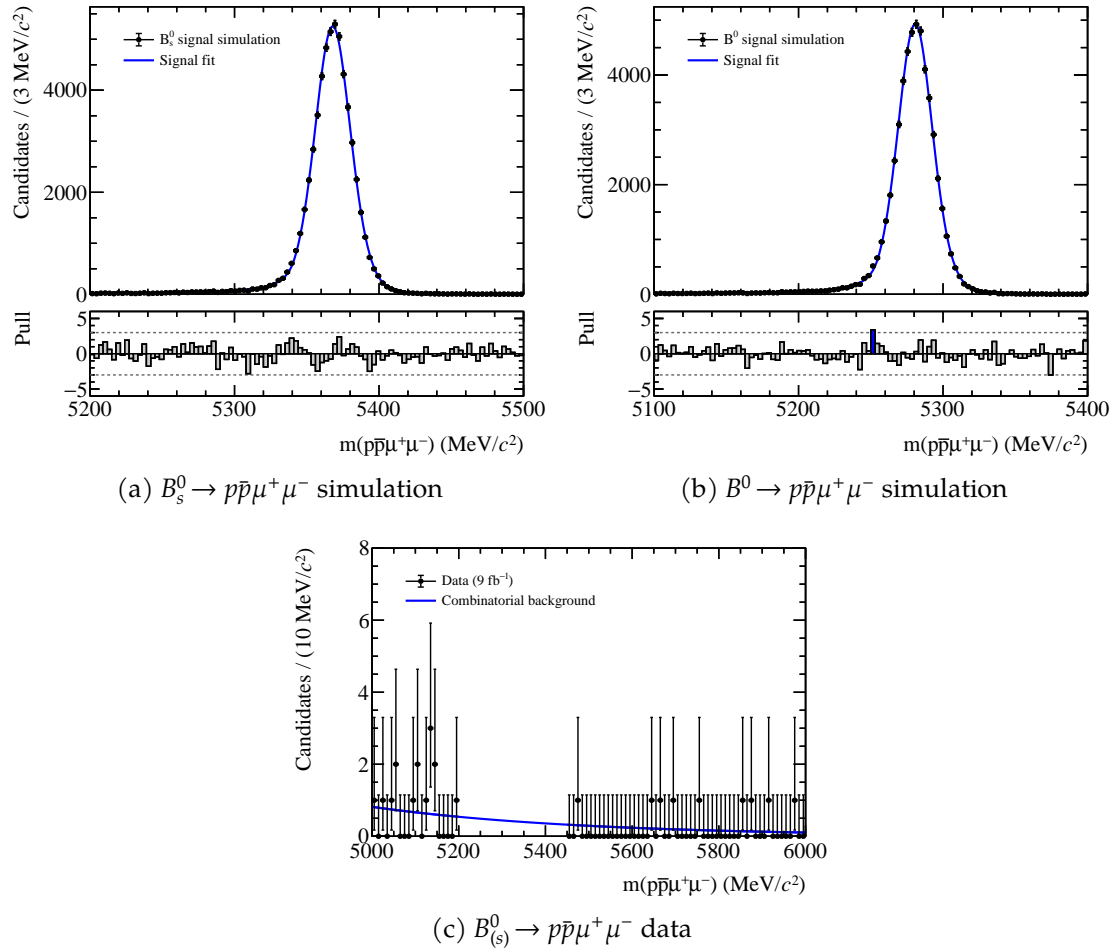 Candidates / (3 MeV/c²)
B⁰ₛ signal simulation
Signal fit
4000
2000
0
Pull
5
0
−5
5200 5300 5400 5500
m(pp̅μ⁺μ⁻) (MeV/c²)
(a) B⁰ₛ → pp̅μ⁺μ⁻ simulation
Candidates / (3 MeV/c²)
B⁰ signal simulation
Signal fit
4000
2000
0
Pull
5
0
−5
5100 5200 5300 5400
m(pp̅μ⁺μ⁻) (MeV/c²)
(b) B⁰ → pp̅μ⁺μ⁻ simulation
Candidates / (10 MeV/c²)
Data (9 fb⁻¹)
Combinatorial background
8
6
4
2
0
5000 5200 5400 5600 5800 6000
m(pp̅μ⁺μ⁻) (MeV/c²)
(c) B⁰₍ₛ₎ → pp̅μ⁺μ⁻ data